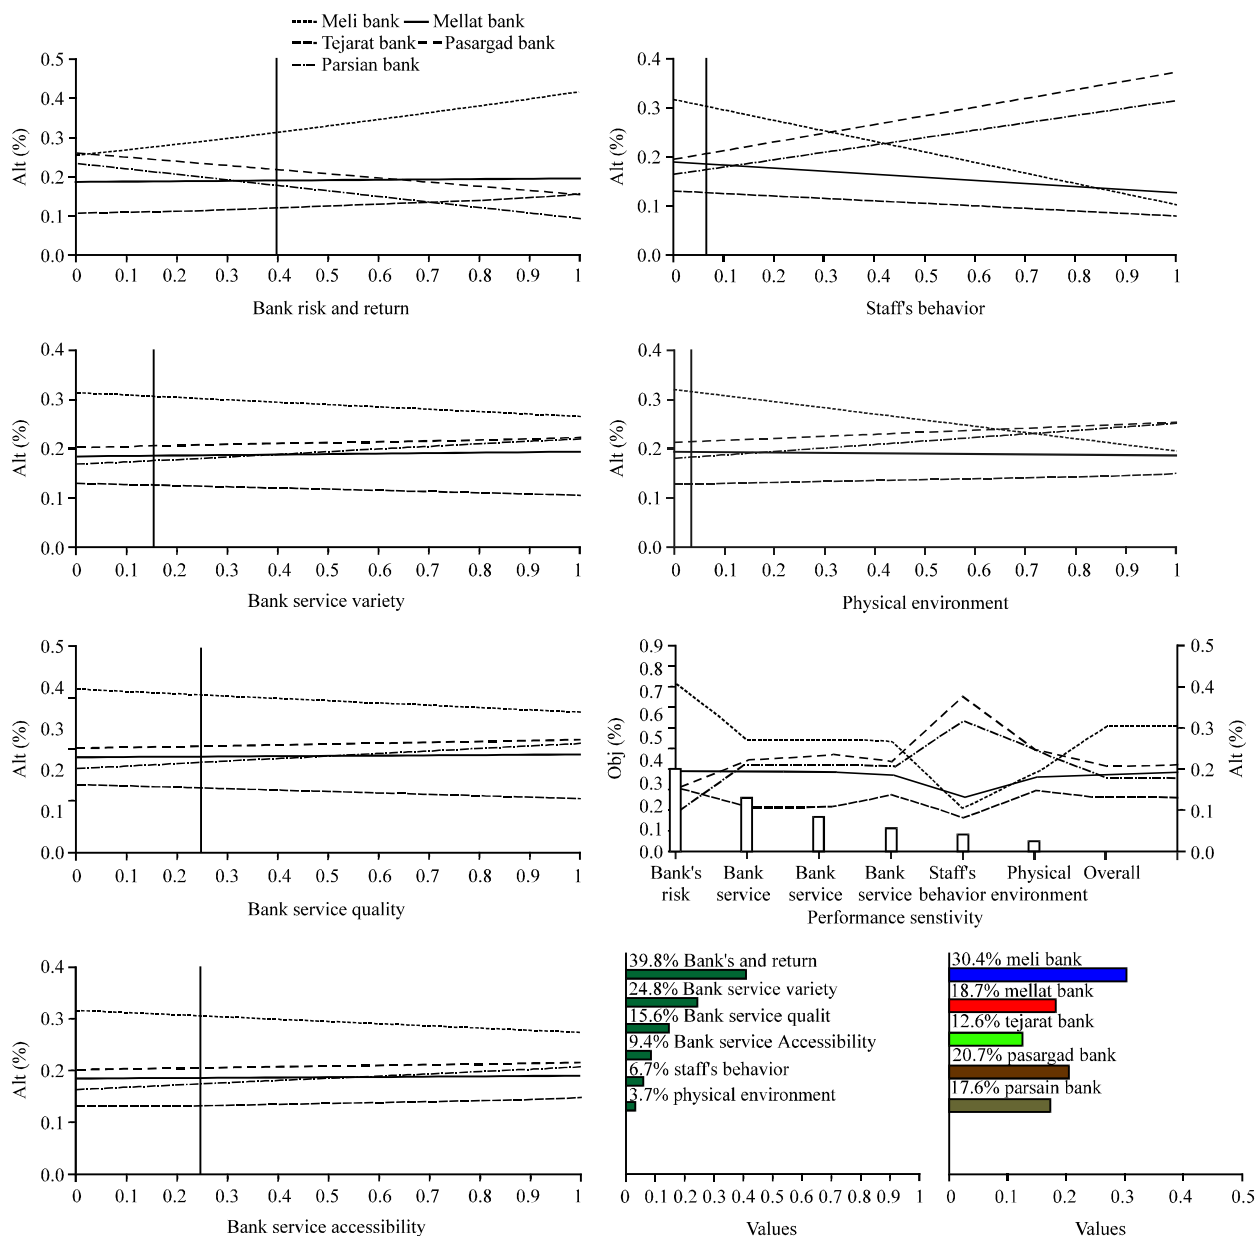 Meli bank Mellat bank
Tejarat bank Pasargad bank
Parsian bank
0.5
0.4
0.3
0.2
0.1
0.0
Alt (%)
0 0.1 0.2 0.3 0.4 0.5 0.6 0.7 0.8 0.9 1
Bank risk and return
0.4
0.3
0.2
0.1
0.0
Alt (%)
0 0.1 0.2 0.3 0.4 0.5 0.6 0.7 0.8 0.9 1
Staff's behavior
0.4
0.3
0.2
0.1
0.0
Alt (%)
0 0.1 0.2 0.3 0.4 0.5 0.6 0.7 0.8 0.9 1
Bank service variety
0.4
0.3
0.2
0.1
0.0
Alt (%)
0 0.1 0.2 0.3 0.4 0.5 0.6 0.7 0.8 0.9 1
Physical environment
0.5
0.4
0.3
0.2
0.1
0.0
Alt (%)
0 0.1 0.2 0.3 0.4 0.5 0.6 0.7 0.8 0.9 1
Bank service quality
0.9
0.8
0.7
0.6
0.5
0.4
0.3
0.2
0.1
0.0
Obj (%)
0.5
0.4
0.3
0.2
0.1
0.0
Alt (%)
Bank's Bank Bank Bank Staff's Physical Overall
risk service service service behavior environment
Performance senstivity
0.4
0.3
0.2
0.1
0.0
Alt (%)
0 0.1 0.2 0.3 0.4 0.5 0.6 0.7 0.8 0.9 1
Bank service accessibility
39.8% Bank's and return
24.8% Bank service variety
15.6% Bank service qualit
9.4% Bank service Accessibility
6.7% staff's behavior
3.7% physical environment
0 0.1 0.2 0.3 0.4 0.5 0.6 0.7 0.8 0.9 1
Values
30.4% meli bank
18.7% mellat bank
12.6% tejarat bank
20.7% pasargad bank
17.6% parsain bank
0 0.1 0.2 0.3 0.4 0.5
Values